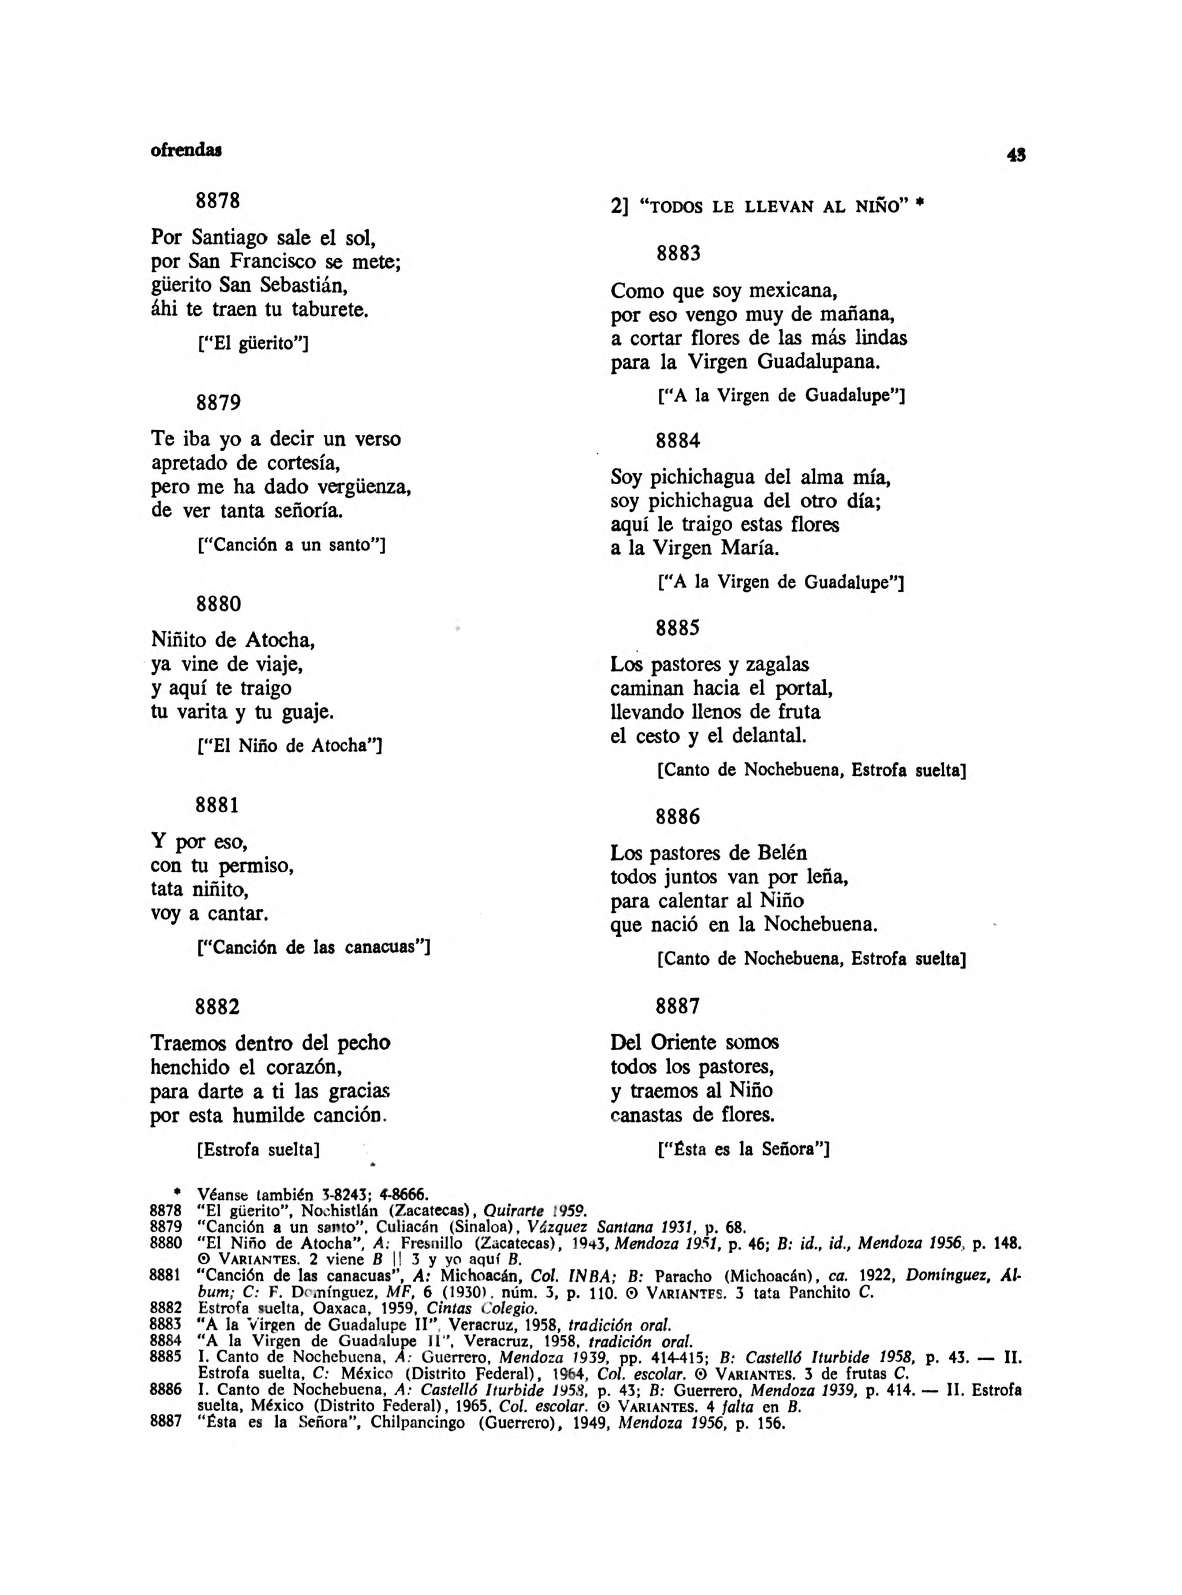 ofrendas
43
8878
Por Santiago sale el sol,
por San Francisco se mete;
güerito San Sebastián,
áhi te traen tu taburete.
["El güerito"]
8879
Te iba yo a decir un verso
apretado de cortesía,
pero me ha dado vergüenza,
de ver tanta señoría.
["Canción a un santo"]
8880
Niñito de Atocha,
ya vine de viaje,
y aquí te traigo
tu varita y tu guaje.
["El Niño de Atocha"]
8881
Y por eso,
con tu permiso,
tata niñito,
voy a cantar.
["Canción de las canacuas"]
8882
Traemos dentro del pecho
henchido el corazón,
para darte a ti las gracias
por esta humilde canción.
[Estrofa suelta]
2] "TODOS LE LLEVAN AL NIÑO" *
8883
Como que soy mexicana,
por eso vengo muy de mañana,
a cortar flores de las más lindas
para la Virgen Guadalupana.
["A la Virgen de Guadalupe"]
8884
Soy pichichagua del alma mía,
soy pichichagua del otro día;
aquí le traigo estas flores
a la Virgen María.
["A la Virgen de Guadalupe"]
8885
Los pastores y zagalas
caminan hacia el portal,
llevando llenos de fruta
el cesto y el delantal.
[Canto de Nochebuena, Estrofa suelta]
8886
Los pastores de Belén
todos juntos van por leña,
para calentar al Niño
que nació en la Nochebuena.
[Canto de Nochebuena, Estrofa suelta]
8887
Del Oriente somos
todos los pastores,
y traemos al Niño
canastas de flores.
["Ésta es la Señora"]
* Véanse también 3-8243; 4-8666.
8878 "El güerito", Nochistlán (Zacatecas), Quirarte 1959.
8879 "Canción a un santo", Culiacán (Sinaloa), Vázquez Santana 1931, p. 68.
8880 "El Niño de Atocha", A: Fresnillo (Zacatecas), 1943, Mendoza 1951, p. 46; B: id., id., Mendoza 1956, p. 148.
⊙ VARIANTES. 2 viene B || 3 y yo aquí B.
8881 "Canción de las canacuas", A: Michoacán, Col. INBA; B: Paracho (Michoacán), ca. 1922, Domínguez, Ál-
bum; C: F. Domínguez, MF, 6 (1930), núm. 3, p. 110. ⊙ VARIANTES. 3 tata Panchito C.
8882 Estrofa suelta, Oaxaca, 1959, Cintas Colegio.
8883 "A la Virgen de Guadalupe II", Veracruz, 1958, tradición oral.
8884 "A la Virgen de Guadalupe II", Veracruz, 1958, tradición oral.
8885 I. Canto de Nochebuena, A: Guerrero, Mendoza 1939, pp. 414-415; B: Castelló Iturbide 1958, p. 43. — II.
Estrofa suelta, C: México (Distrito Federal), 1964, Col. escolar. ⊙ VARIANTES. 3 de frutas C.
8886 I. Canto de Nochebuena, A: Castelló Iturbide 1958, p. 43; B: Guerrero, Mendoza 1939, p. 414. — II. Estrofa
suelta, México (Distrito Federal), 1965, Col. escolar. ⊙ VARIANTES. 4 falta en B.
8887 "Ésta es la Señora", Chilpancingo (Guerrero), 1949, Mendoza 1956, p. 156.